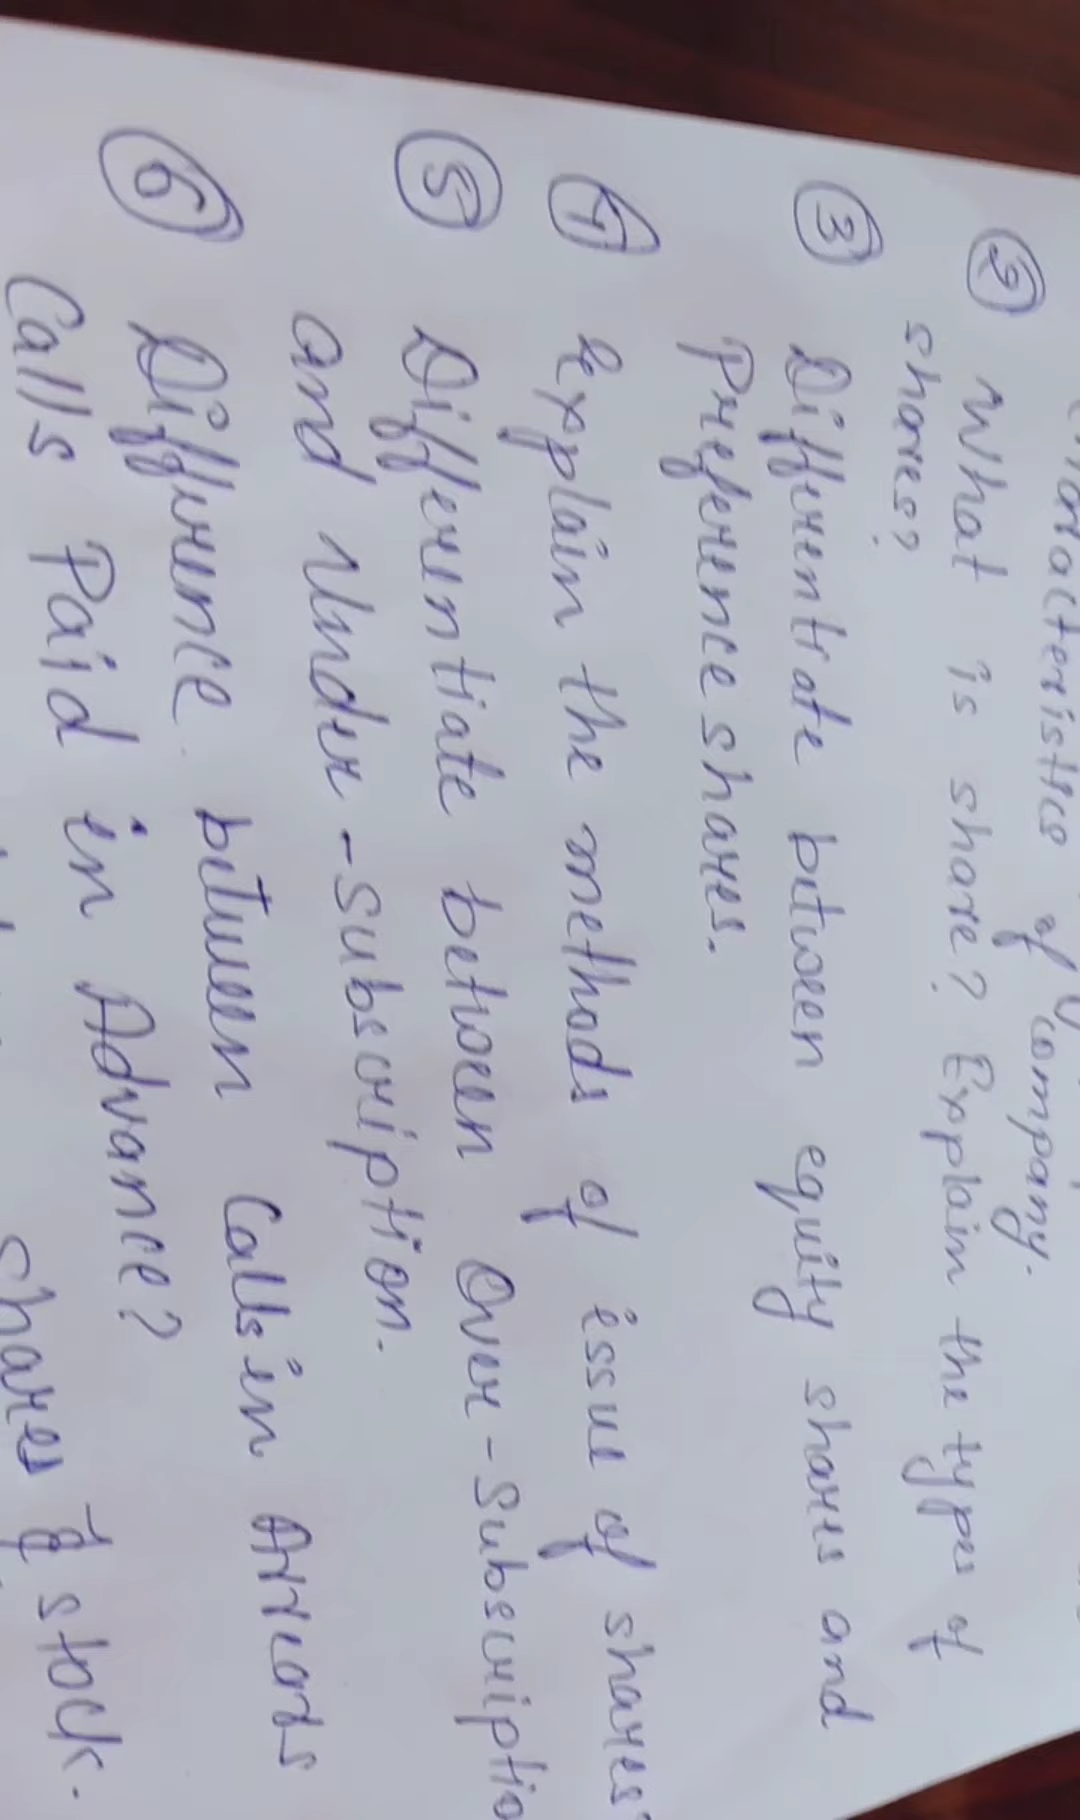 characteristics of company.
② What is share? Explain the types of
shares?
③ Differentrate between equity shares and
Preference shares.
④ Explain the methods of issue of shares?
⑤ Differentiate between Over-Subscriptio
and Under-Subscription.
⑥ Difference between Calls in Arrears
Calls Paid in Advance?
shares & stock.